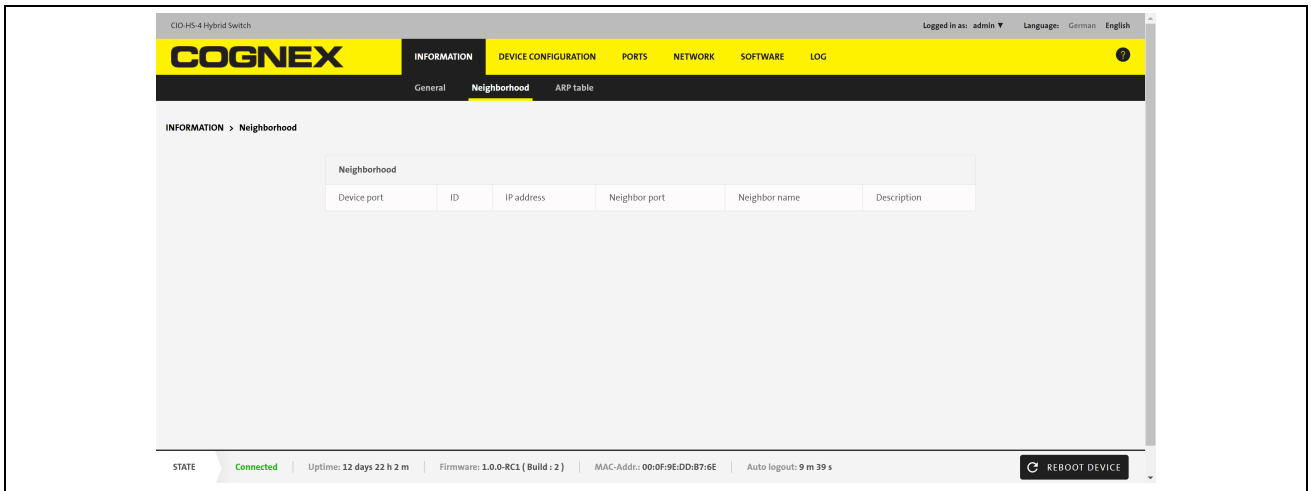 CIO-HS-4 Hybrid Switch Logged in as: admin ▼ Language: German English
COGNEX INFORMATION DEVICE CONFIGURATION PORTS NETWORK SOFTWARE LOG ?
General Neighborhood ARP table
INFORMATION > Neighborhood
Neighborhood
Device port ID IP address Neighbor port Neighbor name Description
STATE Connected Uptime: 12 days 22 h 2 m Firmware: 1.0.0-RC1 ( Build : 2 ) MAC-Addr.: 00:0F:9E:DD:B7:6E Auto logout: 9 m 39 s REBOOT DEVICE